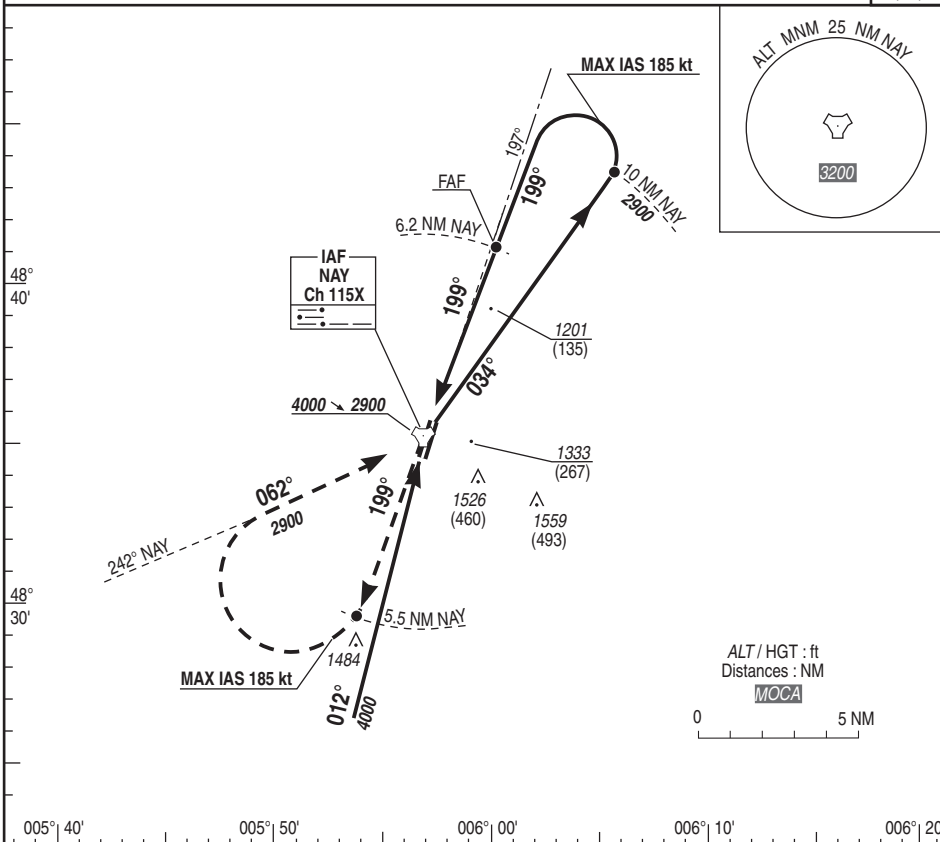 ALT MNM 25 NM NAY
3200
MAX IAS 185 kt
197°
199°
10 NM NAY
2900
FAF
6.2 NM NAY
IAF
NAY
Ch 115X
48°
40'
199°
1201
(135)
034°
4000 ↘ 2900
1333
(267)
062°
2900
199°
1526
(460)
1559
(493)
242° NAY
48°
30'
5.5 NM NAY
1484
MAX IAS 185 kt
012°
4000
ALT / HGT : ft
Distances : NM
MOCA
0 5 NM
005° 40' 005° 50' 006° 00' 006° 10' 006° 20